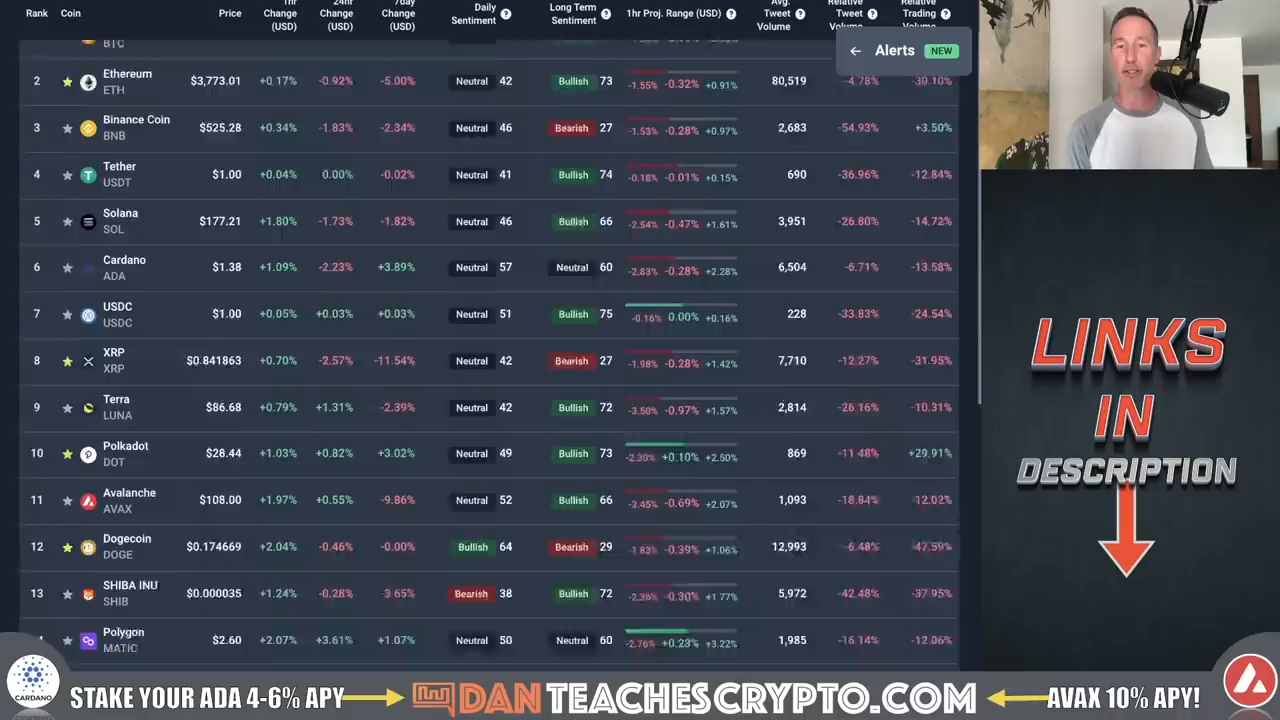 Rank Coin Price 1hr Change (USD) 24hr Change (USD) 7day Change (USD) Daily Sentiment ? Long Term Sentiment ? 1hr Proj. Range (USD) ? Avg. Tweet Volume ? Relative Tweet Volume ? Relative Trading Volume ?
BTC
← Alerts NEW
2 Ethereum ETH $3,773.01 +0.17% -0.92% -5.00% Neutral 42 Bullish 73 -1.55% -0.32% +0.91% 80,519 -4.78% -30.10%
3 Binance Coin BNB $525.28 +0.34% -1.83% -2.34% Neutral 46 Bearish 27 -1.53% -0.28% +0.97% 2,683 -54.93% +3.50%
4 Tether USDT $1.00 +0.04% 0.00% -0.02% Neutral 41 Bullish 74 -0.18% -0.01% +0.15% 690 -36.96% -12.84%
5 Solana SOL $177.21 +1.80% -1.73% -1.82% Neutral 46 Bullish 66 -2.54% -0.47% +1.61% 3,951 -26.80% -14.72%
6 Cardano ADA $1.38 +1.09% -2.23% +3.89% Neutral 57 Neutral 60 -2.83% -0.28% +2.28% 6,504 -6.71% -13.58%
7 USDC USDC $1.00 +0.05% +0.03% +0.03% Neutral 51 Bullish 75 -0.16% 0.00% +0.16% 228 -33.83% -24.54%
8 XRP XRP $0.841863 +0.70% -2.57% -11.54% Neutral 42 Bearish 27 -1.98% -0.28% +1.42% 7,710 -12.27% -31.95%
9 Terra LUNA $86.68 +0.79% +1.31% -2.39% Neutral 42 Bullish 72 -3.50% -0.97% +1.57% 2,814 -26.16% -10.31%
10 Polkadot DOT $28.44 +1.03% +0.82% +3.02% Neutral 49 Bullish 73 -2.30% +0.10% +2.50% 869 -11.48% +29.91%
11 Avalanche AVAX $108.00 +1.97% +0.55% -9.86% Neutral 52 Bullish 66 -3.45% -0.69% +2.07% 1,093 -18.84% -12.02%
12 Dogecoin DOGE $0.174669 +2.04% -0.46% -0.00% Bullish 64 Bearish 29 -1.83% -0.39% +1.06% 12,993 -6.48% -47.59%
13 SHIBA INU SHIB $0.000035 +1.24% -0.28% -3.65% Bearish 38 Bullish 72 -2.36% -0.30% +1.77% 5,972 -42.48% -37.95%
Polygon MATIC $2.60 +2.07% +3.61% +1.07% Neutral 50 Neutral 60 -2.76% +0.23% +3.22% 1,985 -16.14% -12.06%
LINKS
IN
DESCRIPTION
CARDANO
STAKE YOUR ADA 4-6% APY DAN TEACHESCRYPTO.COM AVAX 10% APY!